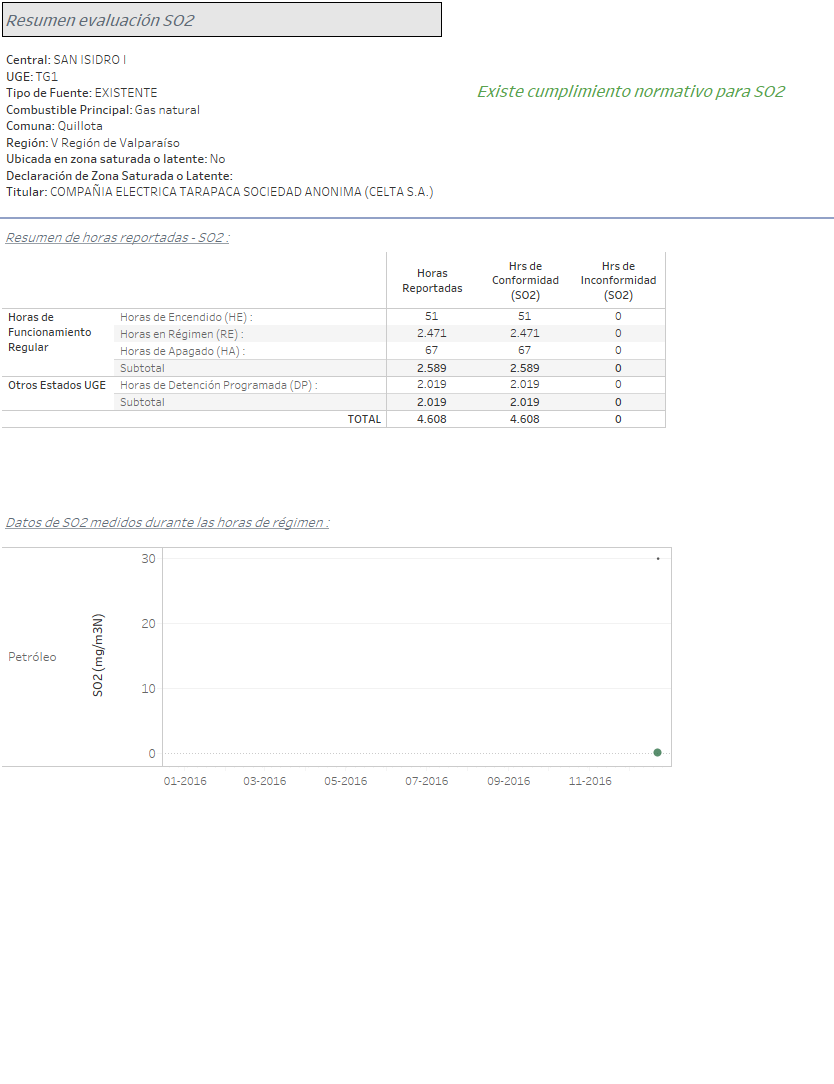 Resumen evaluación SO2
Central: SAN ISIDRO I
UGE: TG1
Tipo de Fuente: EXISTENTE
Combustible Principal: Gas natural
Comuna: Quillota
Región: V Región de Valparaíso
Ubicada en zona saturada o latente: No
Declaración de Zona Saturada o Latente:
Titular: COMPAÑIA ELECTRICA TARAPACA SOCIEDAD ANONIMA (CELTA S.A.)
Existe cumplimiento normativo para SO2
Resumen de horas reportadas - SO2 :
Horas Reportadas
Hrs de Conformidad (SO2)
Hrs de Inconformidad (SO2)
Horas de Funcionamiento Regular
Horas de Encendido (HE) : 51 51 0
Horas en Régimen (RE) : 2.471 2.471 0
Horas de Apagado (HA) : 67 67 0
Subtotal 2.589 2.589 0
Otros Estados UGE Horas de Detención Programada (DP) : 2.019 2.019 0
Subtotal 2.019 2.019 0
TOTAL 4.608 4.608 0
Datos de SO2 medidos durante las horas de régimen :
Petróleo
SO2 (mg/m3N)
30
20
10
0
01-2016 03-2016 05-2016 07-2016 09-2016 11-2016